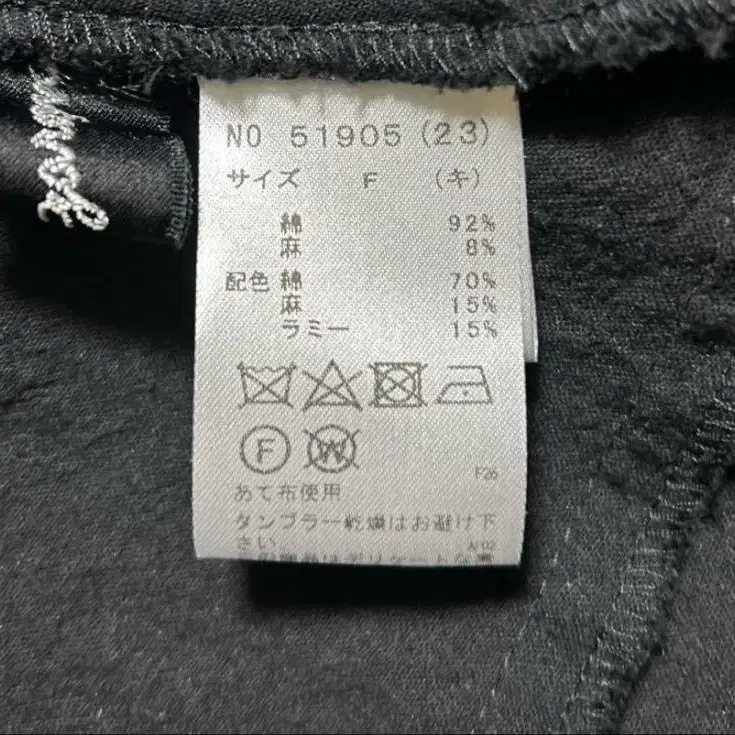 NO 51905(23)
サイズ F (キ)
綿 92%
麻 8%
配色 綿 70%
麻 15%
ラミー 15%
F W
F26
あて布使用
タンブラー乾燥はお避け下
さい